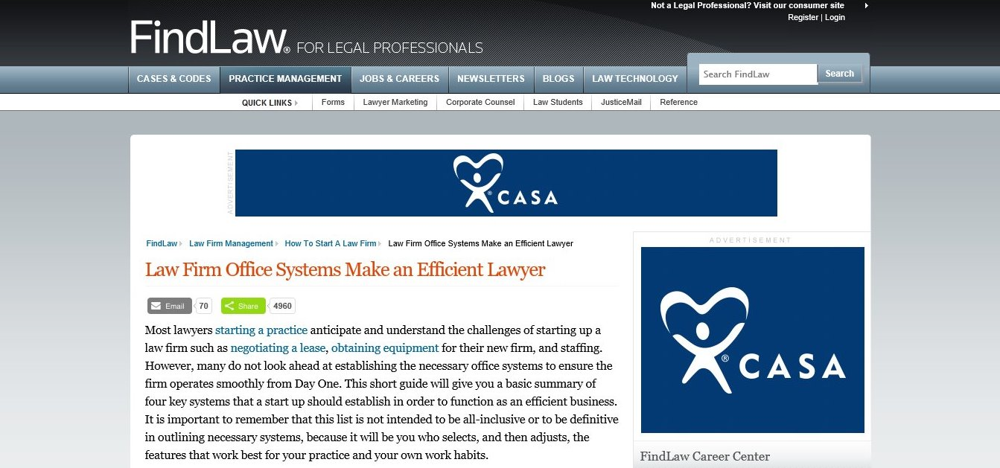 Not a Legal Professional? Visit our consumer site
Register | Login
FindLaw® FOR LEGAL PROFESSIONALS
CASES & CODES PRACTICE MANAGEMENT JOBS & CAREERS NEWSLETTERS BLOGS LAW TECHNOLOGY Search FindLaw Search
QUICK LINKS Forms Lawyer Marketing Corporate Counsel Law Students JusticeMail Reference
ADVERTISEMENT
® CASA
FindLaw Law Firm Management How To Start A Law Firm Law Firm Office Systems Make an Efficient Lawyer
Law Firm Office Systems Make an Efficient Lawyer
Email 70 Share 4960
Most lawyers starting a practice anticipate and understand the challenges of starting up a
law firm such as negotiating a lease, obtaining equipment for their new firm, and staffing.
However, many do not look ahead at establishing the necessary office systems to ensure the
firm operates smoothly from Day One. This short guide will give you a basic summary of
four key systems that a start up should establish in order to function as an efficient business.
It is important to remember that this list is not intended to be all-inclusive or to be definitive
in outlining necessary systems, because it will be you who selects, and then adjusts, the
features that work best for your practice and your own work habits.
ADVERTISEMENT
® CASA
FindLaw Career Center